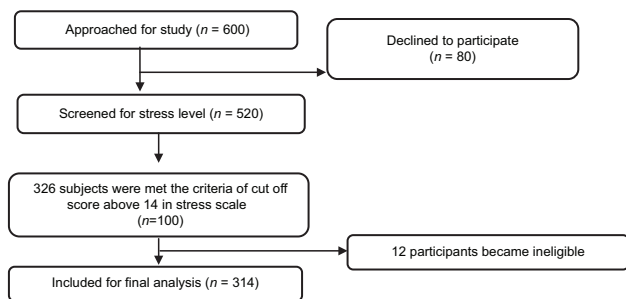 Approached for study (n = 600)
Declined to participate
(n = 80)
Screened for stress level (n = 520)
326 subjects were met the criteria of cut off
score above 14 in stress scale
(n=100)
12 participants became ineligible
Included for final analysis (n = 314)